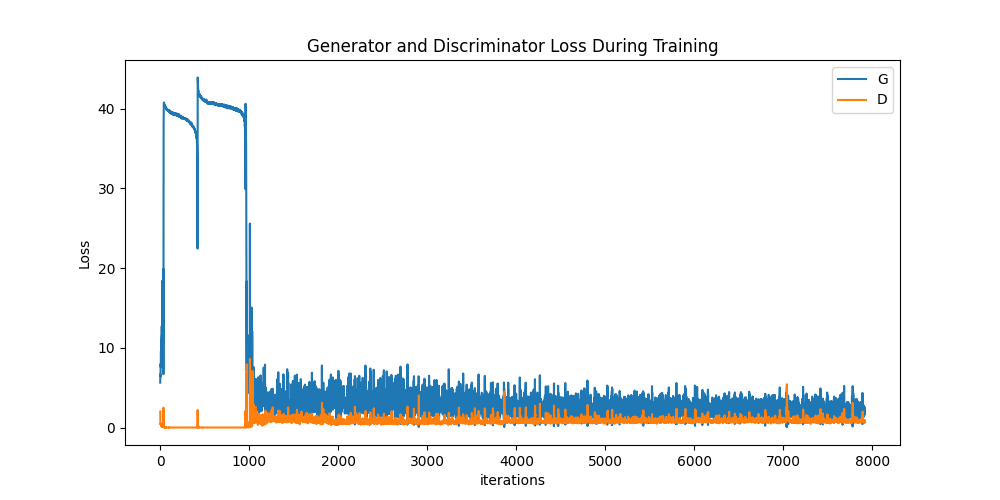 Generator and Discriminator Loss During Training
G
D
Loss
40
30
20
10
0
0 1000 2000 3000 4000 5000 6000 7000 8000
iterations